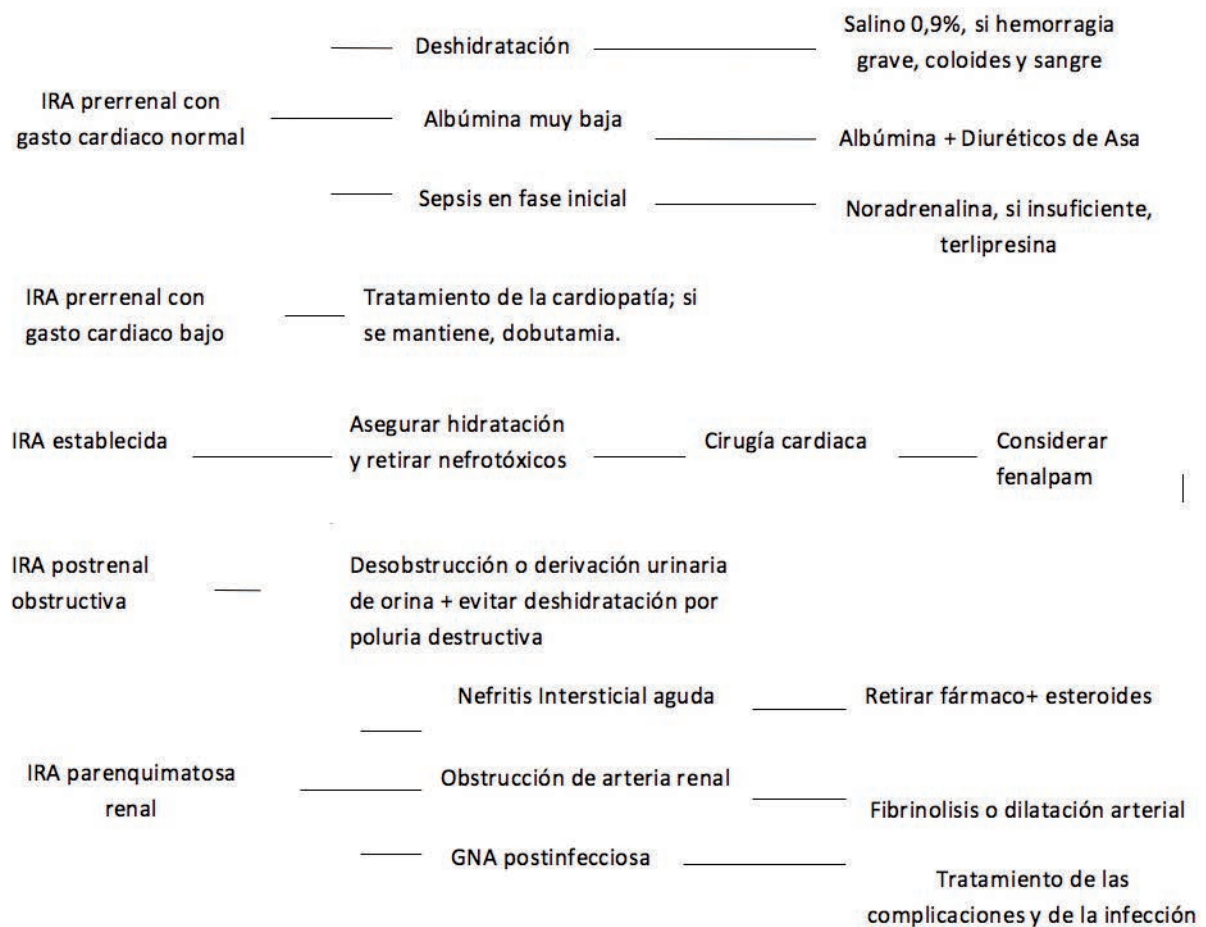 Deshidratación
Salino 0,9%, si hemorragia
grave, coloides y sangre
IRA prerrenal con
gasto cardiaco normal
Albúmina muy baja
Albúmina + Diuréticos de Asa
Sepsis en fase inicial
Noradrenalina, si insuficiente,
terlipresina
IRA prerrenal con
gasto cardiaco bajo
Tratamiento de la cardiopatía; si
se mantiene, dobutamia.
IRA establecida
Asegurar hidratación
y retirar nefrotóxicos
Cirugía cardiaca
Considerar
fenalpam
IRA postrenal
obstructiva
Desobstrucción o derivación urinaria
de orina + evitar deshidratación por
poluria destructiva
Nefritis Intersticial aguda
Retirar fármaco+ esteroides
IRA parenquimatosa
renal
Obstrucción de arteria renal
Fibrinolisis o dilatación arterial
GNA postinfecciosa
Tratamiento de las
complicaciones y de la infección